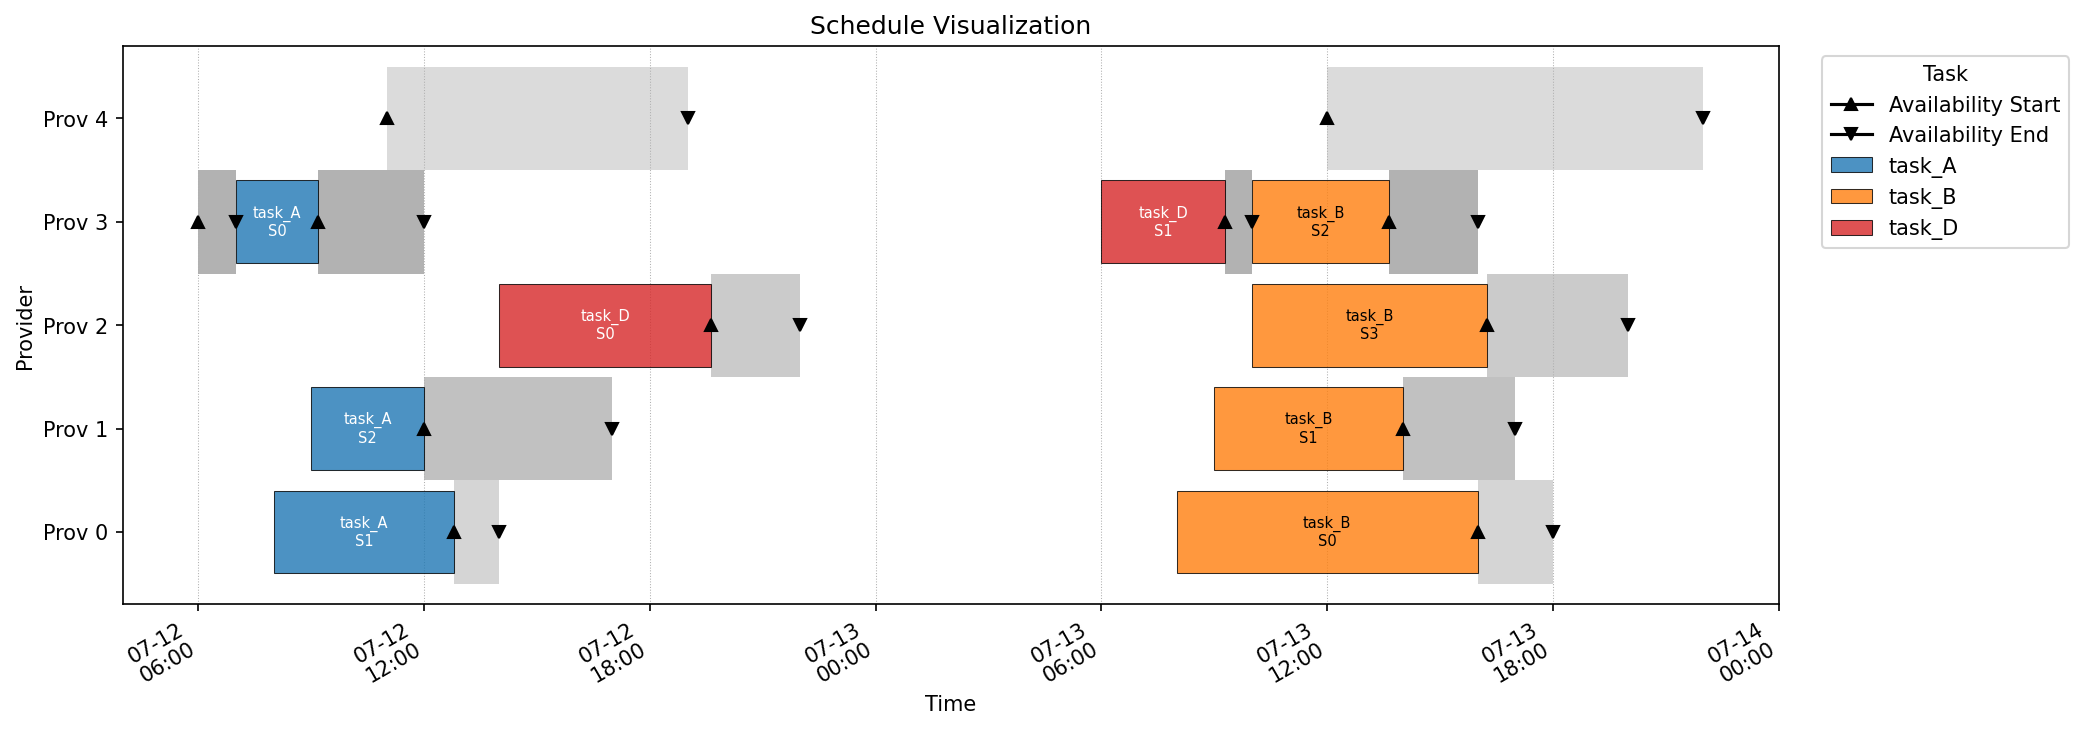 Schedule Visualization
Provider
Prov 4
Prov 3
Prov 2
Prov 1
Prov 0
task_A
S0
task_D
S1
task_B
S2
task_D
S0
task_B
S3
task_A
S2
task_B
S1
task_A
S1
task_B
S0
07-12
06:00
07-12
12:00
07-12
18:00
07-13
00:00
07-13
06:00
07-13
12:00
07-13
18:00
07-14
00:00
Time
Task
Availability Start
Availability End
task_A
task_B
task_D